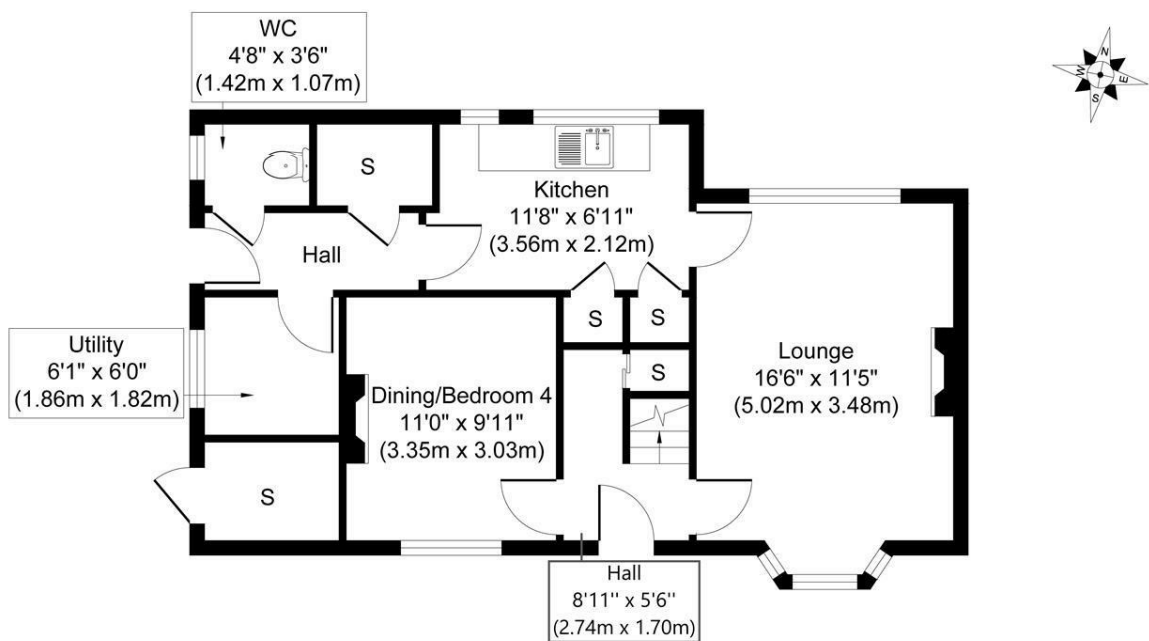 WC
4'8" x 3'6"
(1.42m x 1.07m)
N
W
E
S
S
Kitchen
11'8" x 6'11"
(3.56m x 2.12m)
Hall
S
S
Utility
6'1" x 6'0"
(1.86m x 1.82m)
Dining/Bedroom 4
11'0" x 9'11"
(3.35m x 3.03m)
S
Lounge
16'6" x 11'5"
(5.02m x 3.48m)
S
Hall
8'11'' x 5'6''
(2.74m x 1.70m)